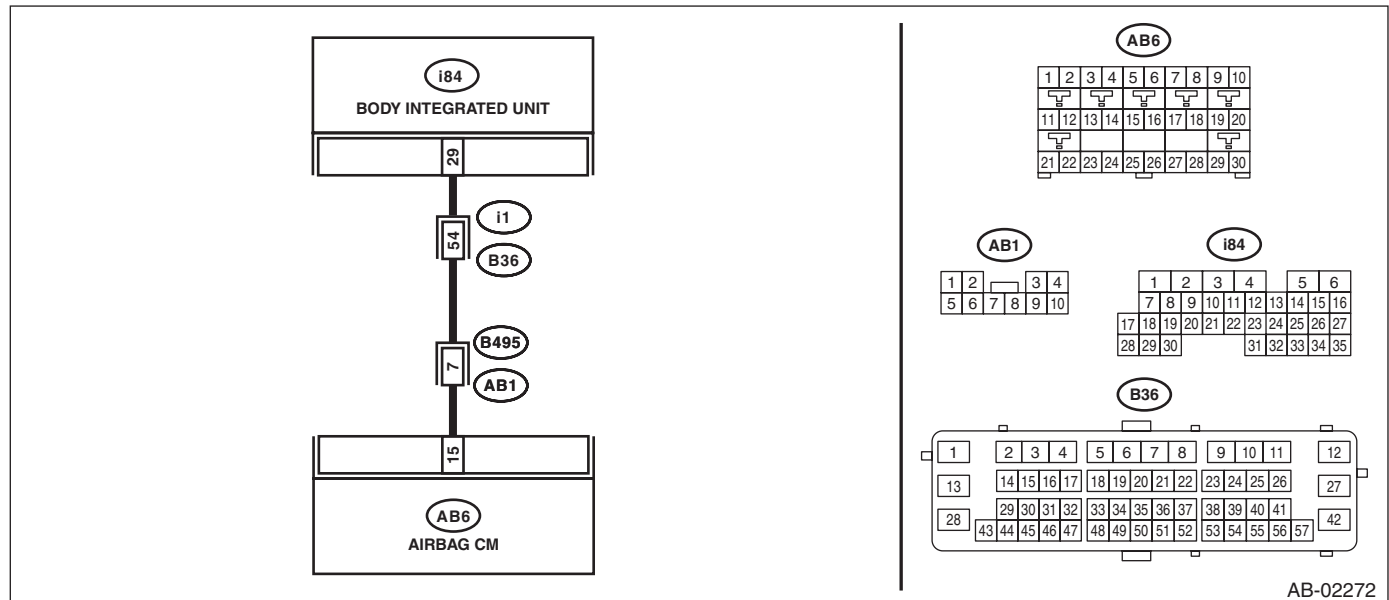 i84
BODY INTEGRATED UNIT
29
i1
54
B36
B495
7
AB1
15
AB6
AIRBAG CM
AB6
1 2 3 4 5 6 7 8 9 10
11 12 13 14 15 16 17 18 19 20
21 22 23 24 25 26 27 28 29 30
AB1
1 2 3 4
5 6 7 8 9 10
i84
1 2 3 4 5 6
7 8 9 10 11 12 13 14 15 16
17 18 19 20 21 22 23 24 25 26 27
28 29 30 31 32 33 34 35
B36
1 2 3 4 5 6 7 8 9 10 11 12
13 14 15 16 17 18 19 20 21 22 23 24 25 26 27
28 29 30 31 32 33 34 35 36 37 38 39 40 41 42
43 44 45 46 47 48 49 50 51 52 53 54 55 56 57
AB-02272